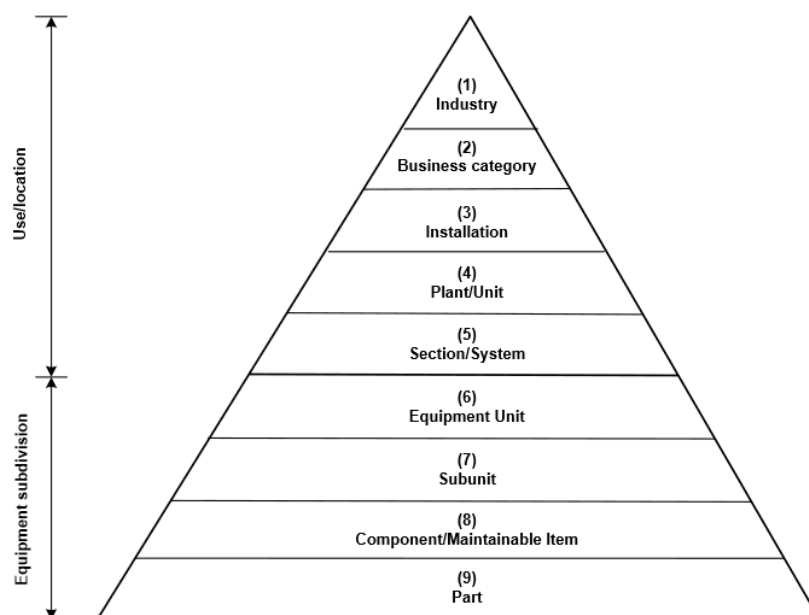 (1)
Industry
(2)
Business category
(3)
Installation
(4)
Plant/Unit
(5)
Section/System
(6)
Equipment Unit
(7)
Subunit
(8)
Component/Maintainable Item
(9)
Part
Use/location
Equipment subdivision